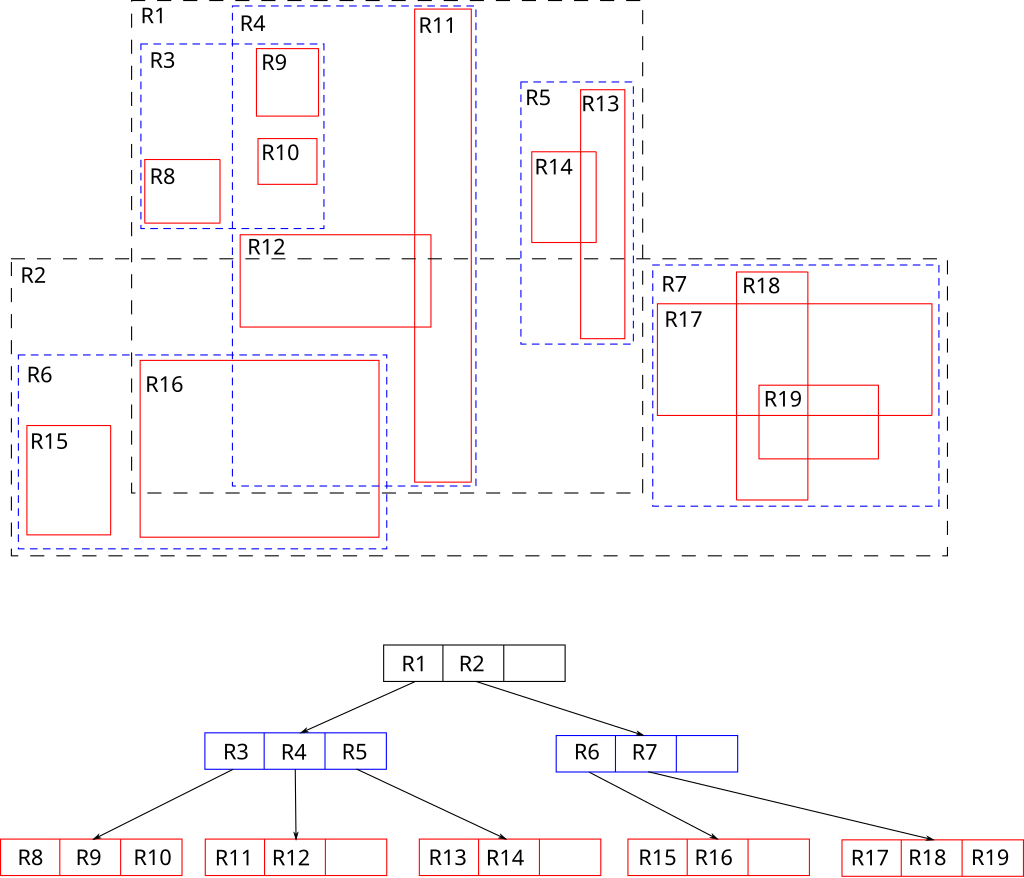 R1
R4
R11
R3
R9
R5
R13
R10
R14
R8
R12
R2
R7
R18
R17
R6
R16
R19
R15
R1 R2
R3 R4 R5
R6 R7
R8 R9 R10
R11 R12
R13 R14
R15 R16
R17 R18 R19